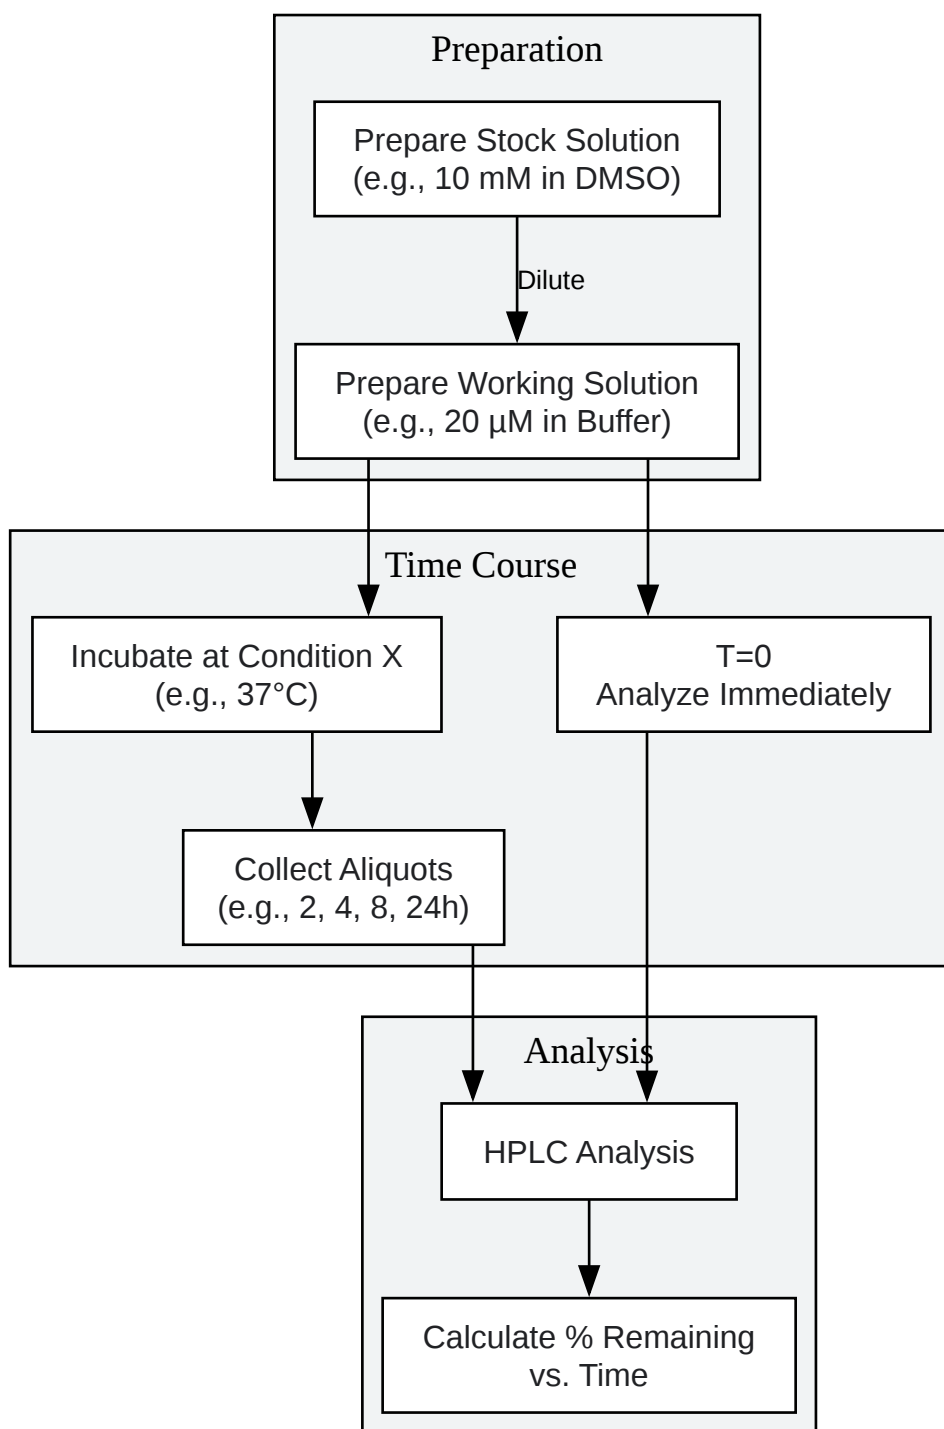 Preparation
Prepare Stock Solution
(e.g., 10 mM in DMSO)
Dilute
Prepare Working Solution
(e.g., 20 µM in Buffer)
Time Course
Incubate at Condition X
(e.g., 37°C)
T=0
Analyze Immediately
Collect Aliquots
(e.g., 2, 4, 8, 24h)
Analysis
HPLC Analysis
Calculate % Remaining
vs. Time